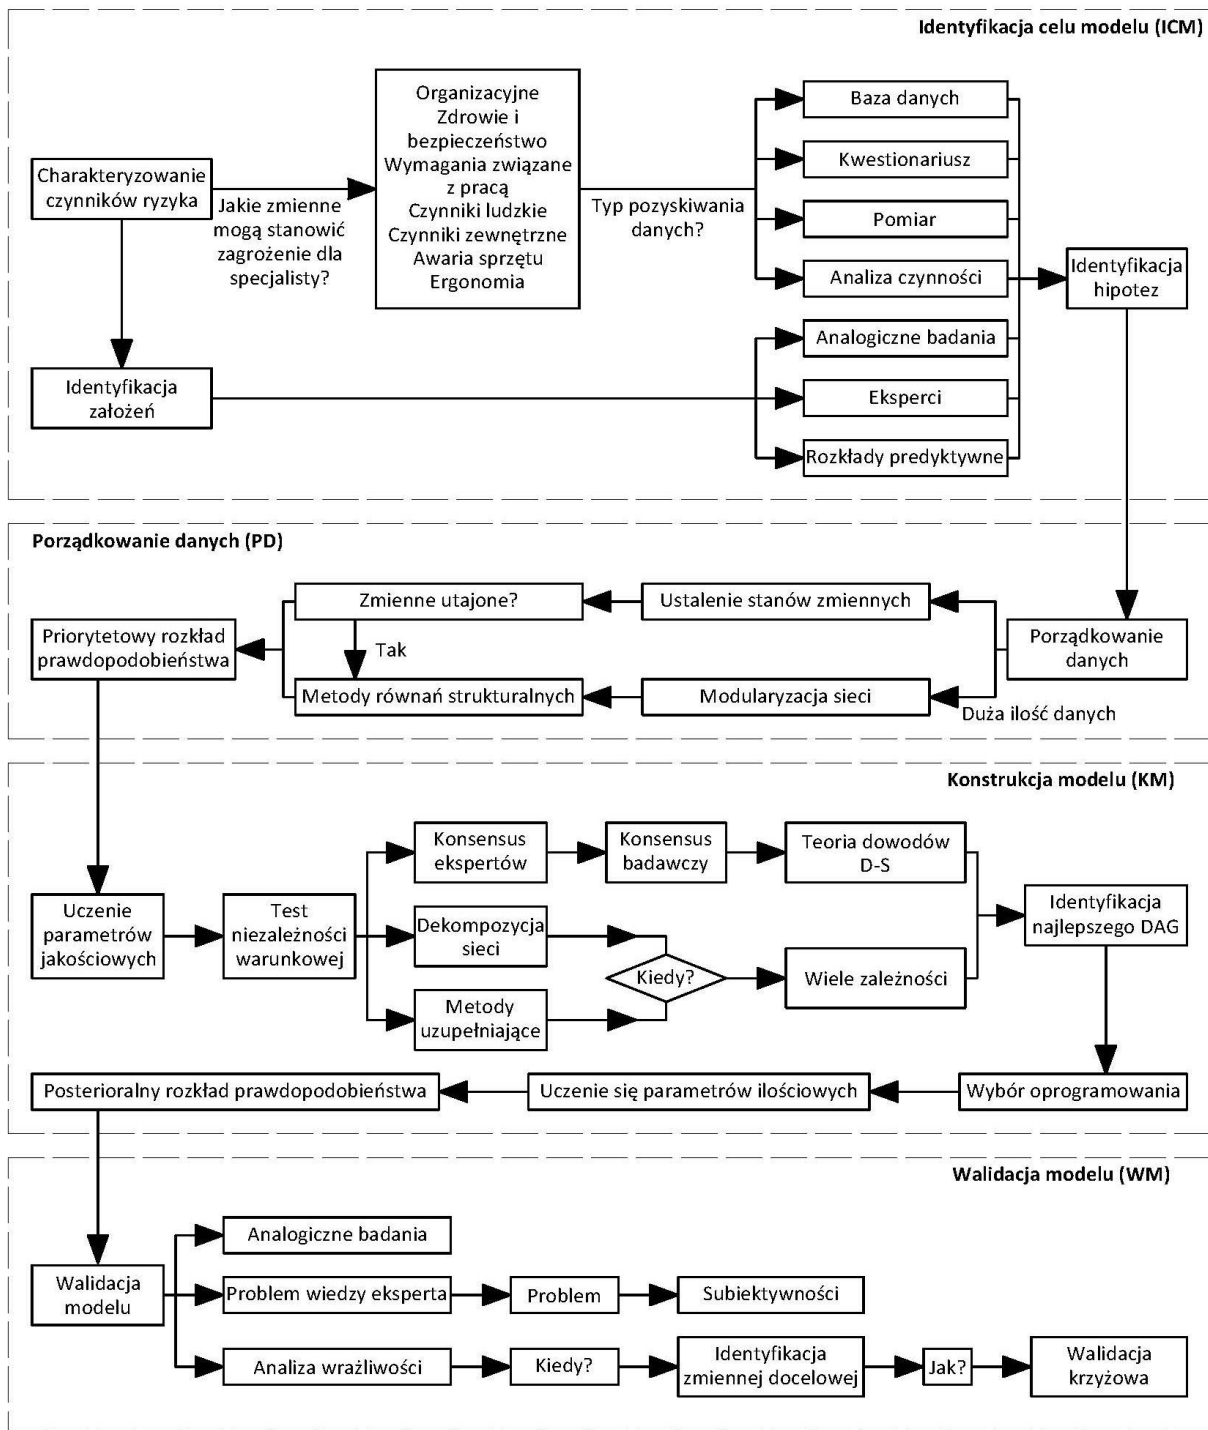 Identyfikacja celu modelu (ICM)
Charakteryzowanie
czynników ryzyka
Jakie zmienne
mogą stanowić
zagrożenie dla
specjalisty?
Organizacyjne
Zdrowie i
bezpieczeństwo
Wymagania związane
z pracą
Czynniki ludzkie
Czynniki zewnętrzne
Awaria sprzętu
Ergonomia
Typ pozyskiwania
danych?
Baza danych
Kwestionariusz
Pomiar
Analiza czynności
Analogiczne badania
Eksperci
Rozkłady predyktywne
Identyfikacja
hipotez
Identyfikacja
założeń
Porządkowanie danych (PD)
Porządkowanie
danych
Duża ilość danych
Ustalenie stanów zmiennych
Modularyzacja sieci
Zmienne utajone?
Tak
Metody równań strukturalnych
Priorytetowy rozkład
prawdopodobieństwa
Konstrukcja modelu (KM)
Uczenie
parametrów
jakościowych
Test
niezależności
warunkowej
Konsensus
ekspertów
Konsensus
badawczy
Teoria dowodów
D-S
Dekompozycja
sieci
Metody
uzupełniające
Kiedy?
Wiele zależności
Identyfikacja
najlepszego DAG
Wybór oprogramowania
Uczenie się parametrów ilościowych
Posterioralny rozkład prawdopodobieństwa
Walidacja modelu (WM)
Walidacja
modelu
Analogiczne badania
Problem wiedzy eksperta
Problem
Subiektywności
Analiza wrażliwości
Kiedy?
Identyfikacja
zmiennej docelowej
Jak?
Walidacja
krzyżowa